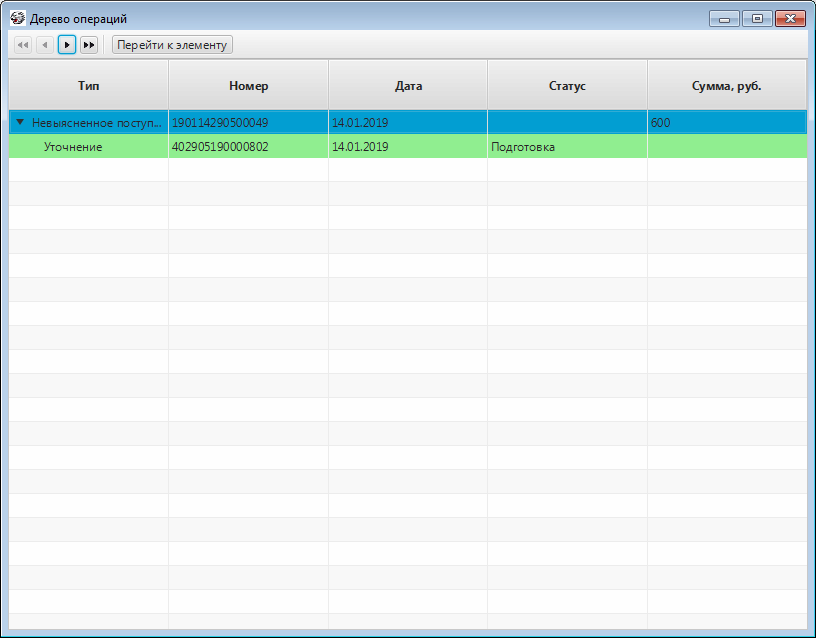 Дерево операций
Перейти к элементу
Тип Номер Дата Статус Сумма, руб.
Невыясненное поступ... 190114290500049 14.01.2019 600
Уточнение 402905190000802 14.01.2019 Подготовка